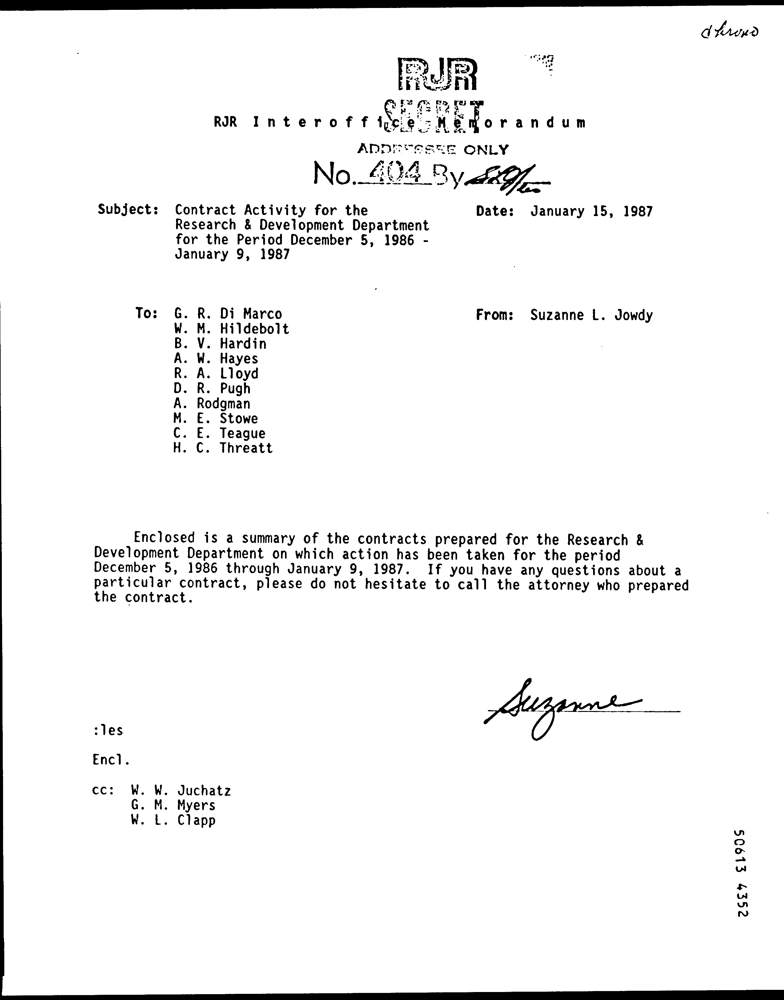 RJR
SECRET
RJR Interoffice Memorandum
ADDRESSEE ONLY
No. 404 By
Subject: Contract Activity for the
Research & Development Department
for the Period December 5, 1986 -
January 9, 1987
Date: January 15, 1987
To: G. R. Di Marco
W. M. Hildebolt
B. V. Hardin
A. W. Hayes
R. A. Lloyd
D. R. Pugh
A. Rodgman
M. E. Stowe
C. E. Teague
H. C. Threatt
From: Suzanne L. Jowdy
Enclosed is a summary of the contracts prepared for the Research &
Development Department on which action has been taken for the period
December 5, 1986 through January 9, 1987. If you have any questions about a
particular contract, please do not hesitate to call the attorney who prepared
the contract.
Suzanne
:les
Encl.
cc: W. W. Juchatz
G. M. Myers
W. L. Clapp
50613 4352